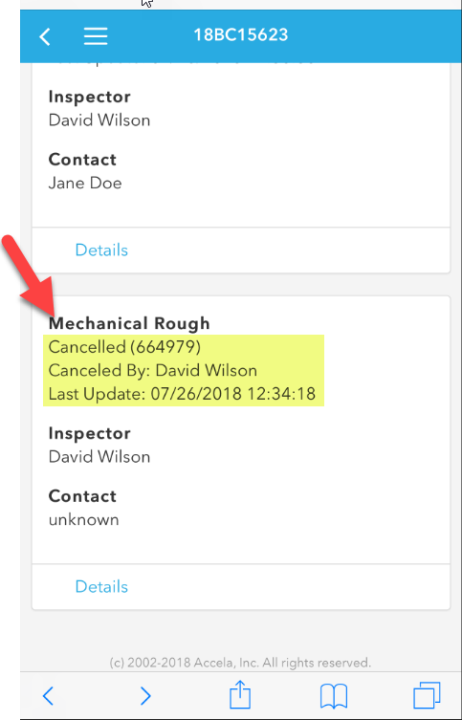 18BC15623
Inspector
David Wilson
Contact
Jane Doe
Details
Mechanical Rough
Cancelled (664979)
Canceled By: David Wilson
Last Update: 07/26/2018 12:34:18
Inspector
David Wilson
Contact
unknown
Details
(c) 2002-2018 Accela, Inc. All rights reserved.